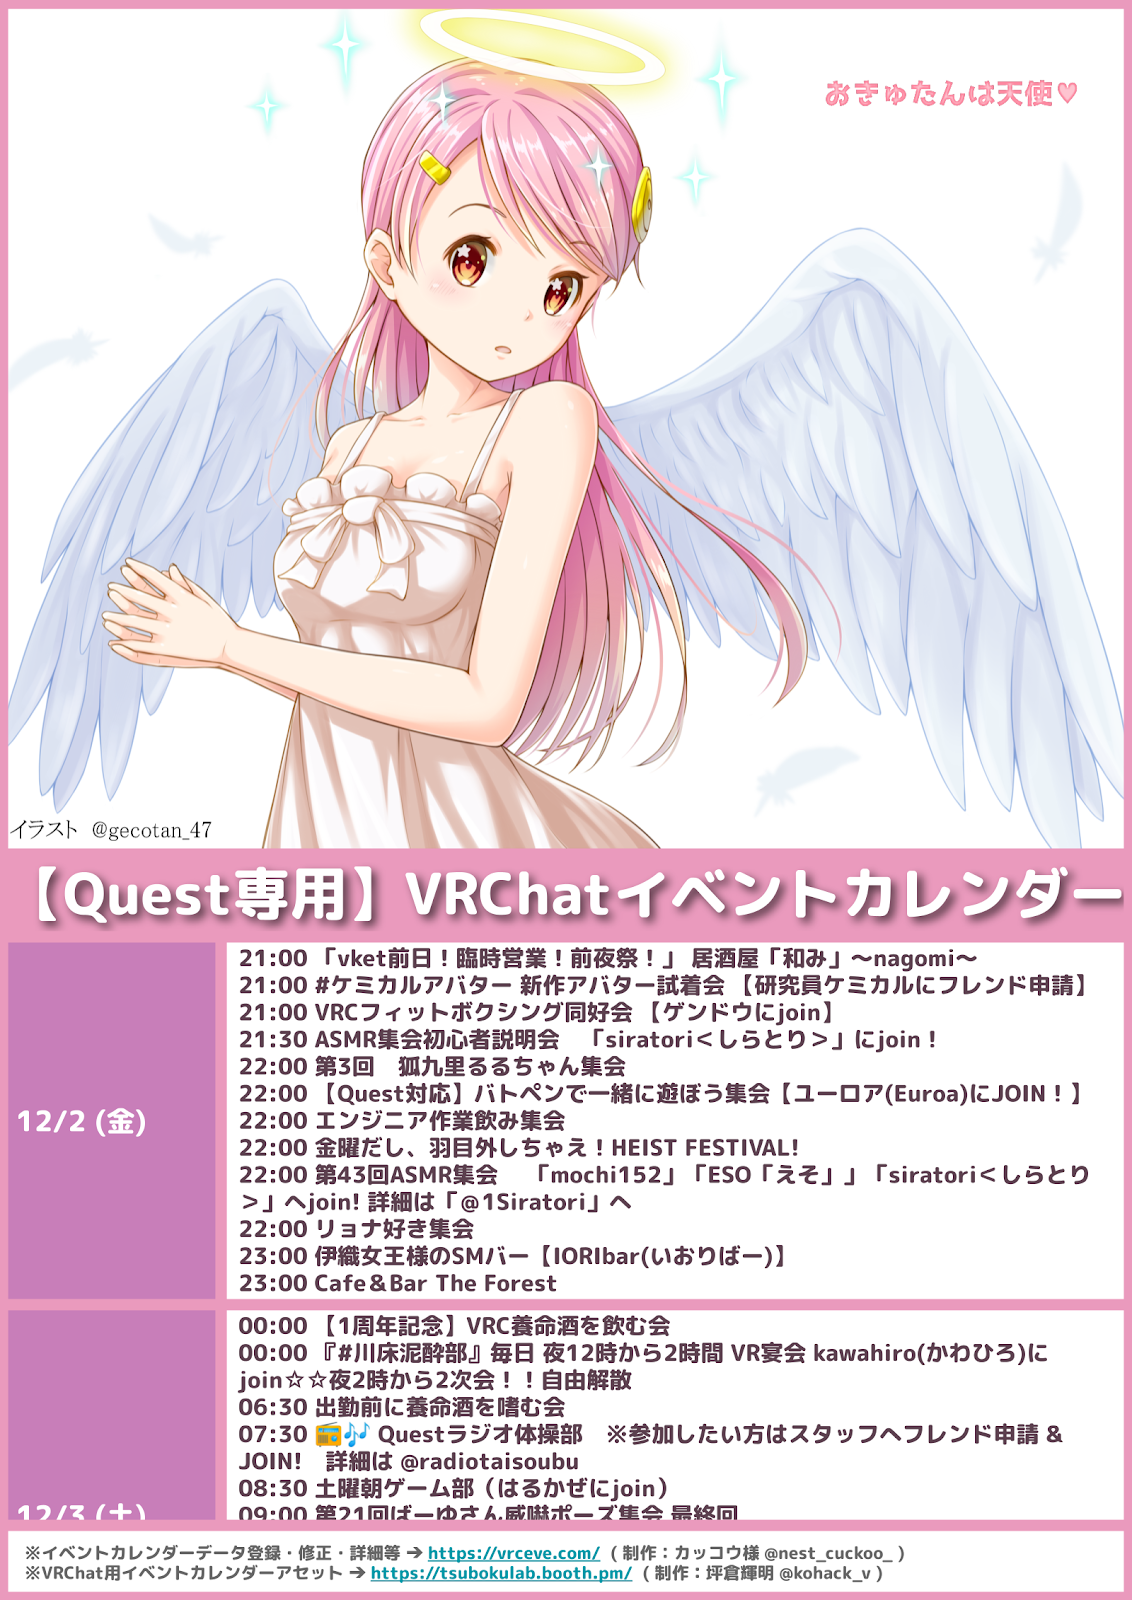 おきゅたんは天使♥
イラスト @gecotan_47
【Quest専用】VRChatイベントカレンダー
12/2 (金)
21:00 「vket前日！臨時営業！前夜祭！」 居酒屋「和み」～nagomi～
21:00 #ケミカルアバター 新作アバター試着会 【研究員ケミカルにフレンド申請】
21:00 VRCフィットボクシング同好会 【ゲンドウにjoin】
21:30 ASMR集会初心者説明会　「siratori＜しらとり＞」にjoin！
22:00 第3回　狐九里るるちゃん集会
22:00 【Quest対応】バトペンで一緒に遊ぼう集会【ユーロア(Euroa)にJOIN！】
22:00 エンジニア作業飲み集会
22:00 金曜だし、羽目外しちゃえ！HEIST FESTIVAL!
22:00 第43回ASMR集会　「mochi152」「ESO「えそ」」「siratori＜しらとり
＞」へjoin! 詳細は「＠1Siratori」へ
22:00 リョナ好き集会
23:00 伊織女王様のSMバー【IORIbar(いおりばー)】
23:00 Cafe＆Bar The Forest
12/3 (土)
00:00 【1周年記念】VRC養命酒を飲む会
00:00 『#川床泥酔部』毎日 夜12時から2時間 VR宴会 kawahiro(かわひろ)に
join☆☆夜2時から2次会！！自由解散
06:30 出勤前に養命酒を嗜む会
07:30 📻🎶 Questラジオ体操部　※参加したい方はスタッフへフレンド申請 &
JOIN!　詳細は @radiotaisoubu
08:30 土曜朝ゲーム部（はるかぜにjoin）
09:00 第21回ばーゆさん威嚇ポーズ集会 最終回
※イベントカレンダーデータ登録・修正・詳細等 ➔ https://vrceve.com/ （制作：カッコウ様 @nest_cuckoo_ ）
※VRChat用イベントカレンダーアセット ➔ https://tsubokulab.booth.pm/ （制作：坪倉輝明 @kohack_v ）